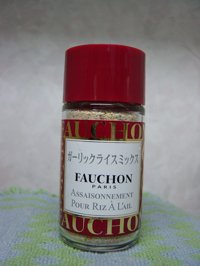 FAUCHON
ガーリックライスミックス
FAUCHON
PARIS
ASSAISONNEMENT
POUR RIZ A L'AIL
FAUCHON